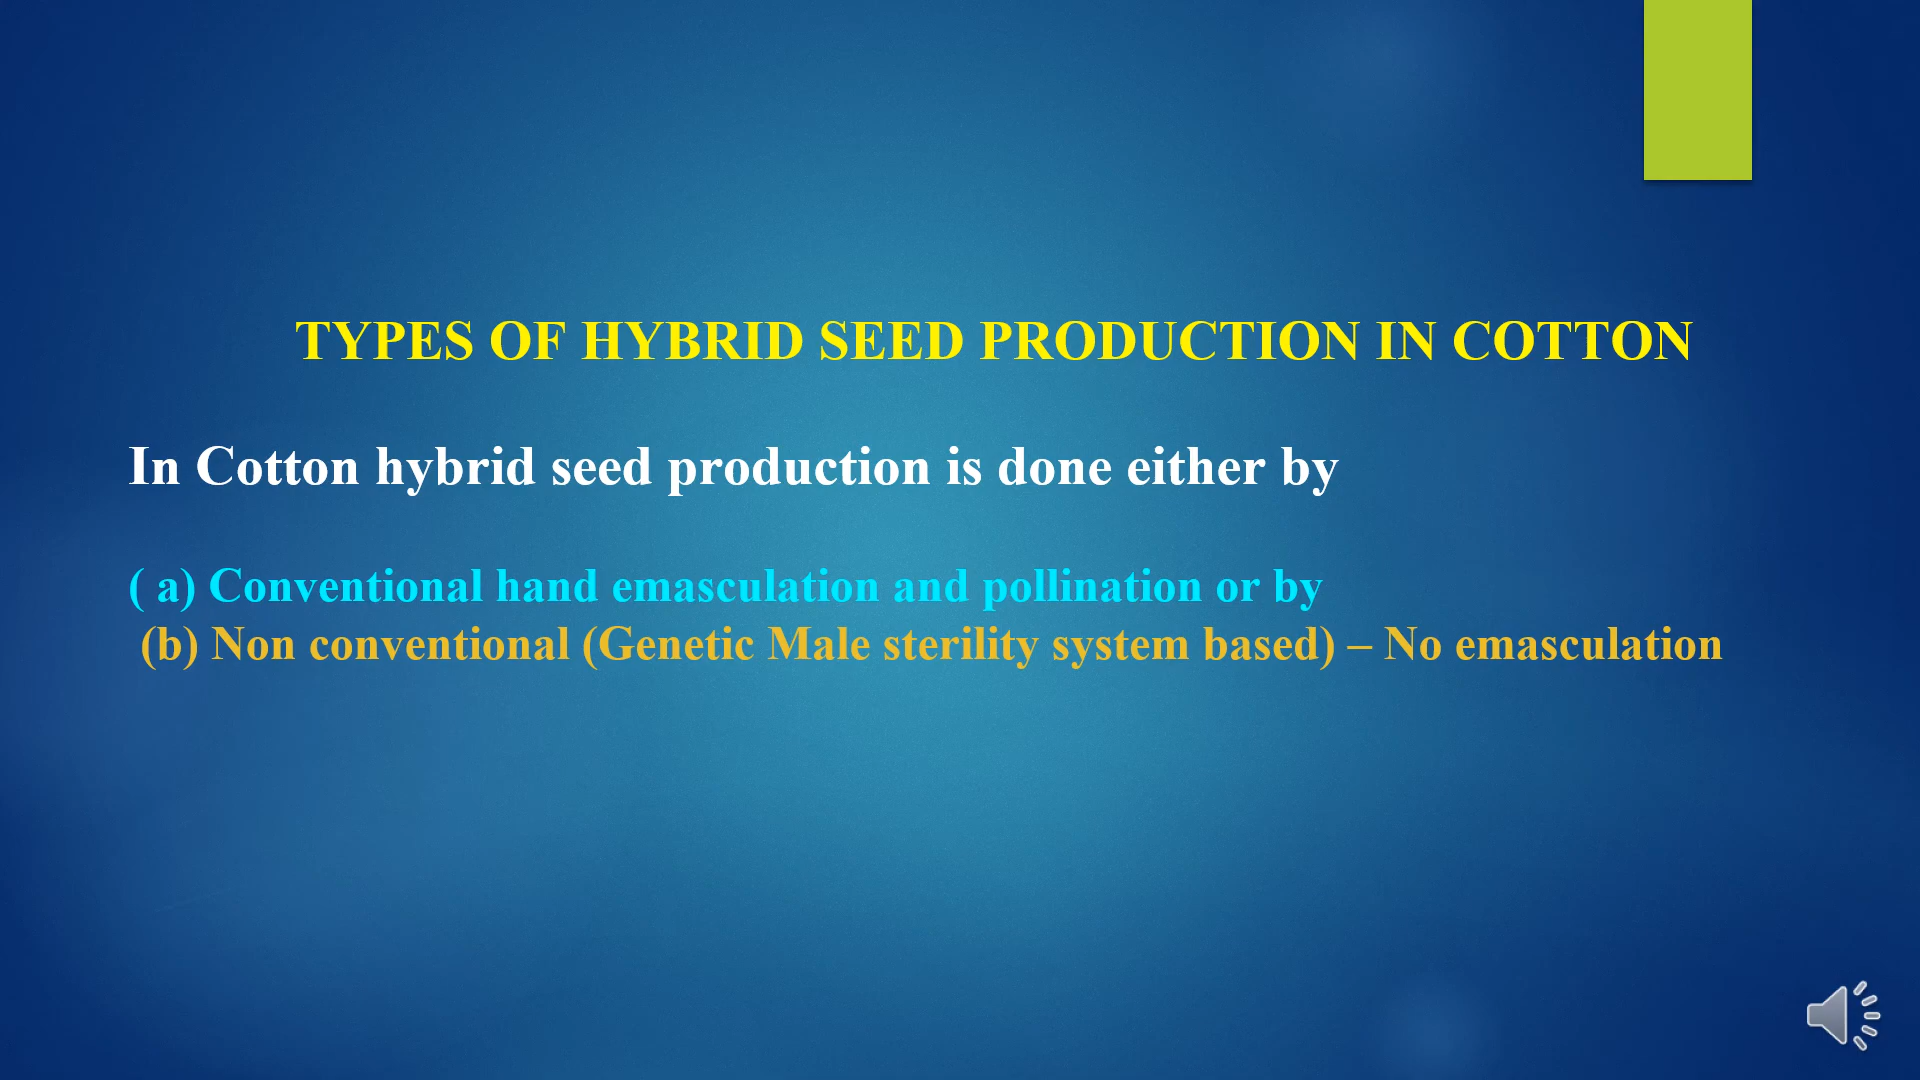 TYPES OF HYBRID SEED PRODUCTION IN COTTON
In Cotton hybrid seed production is done either by
( a) Conventional hand emasculation and pollination or by
(b) Non conventional (Genetic Male sterility system based) – No emasculation